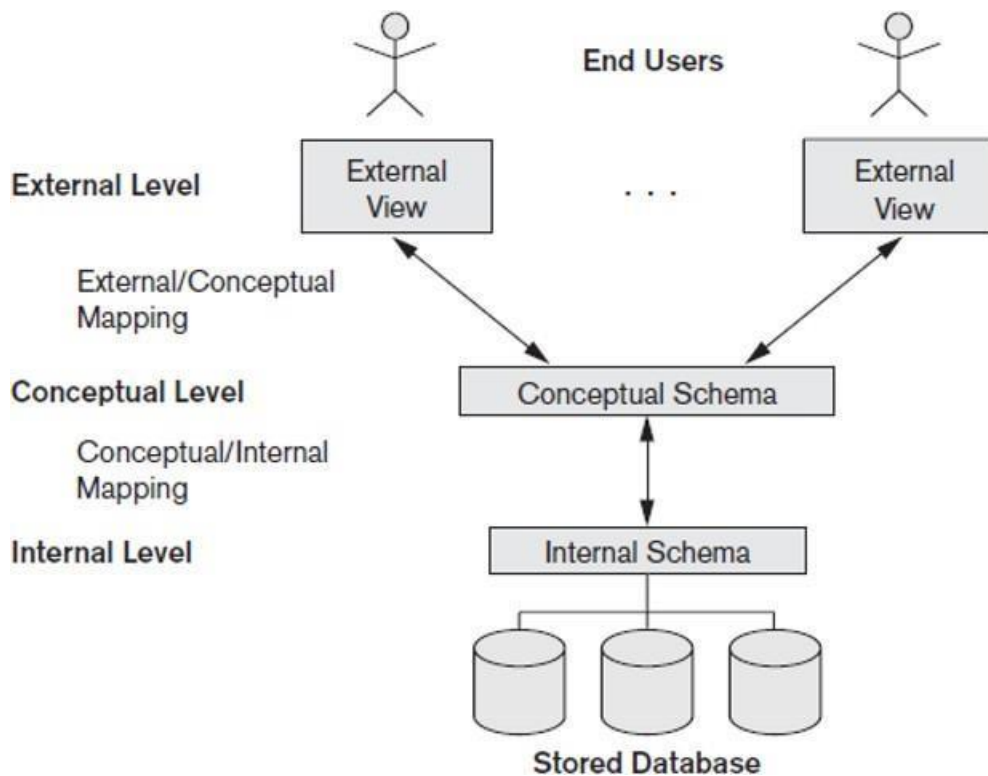 End Users
External Level
External
View
. . .
External
View
External/Conceptual
Mapping
Conceptual Level
Conceptual Schema
Conceptual/Internal
Mapping
Internal Level
Internal Schema
Stored Database